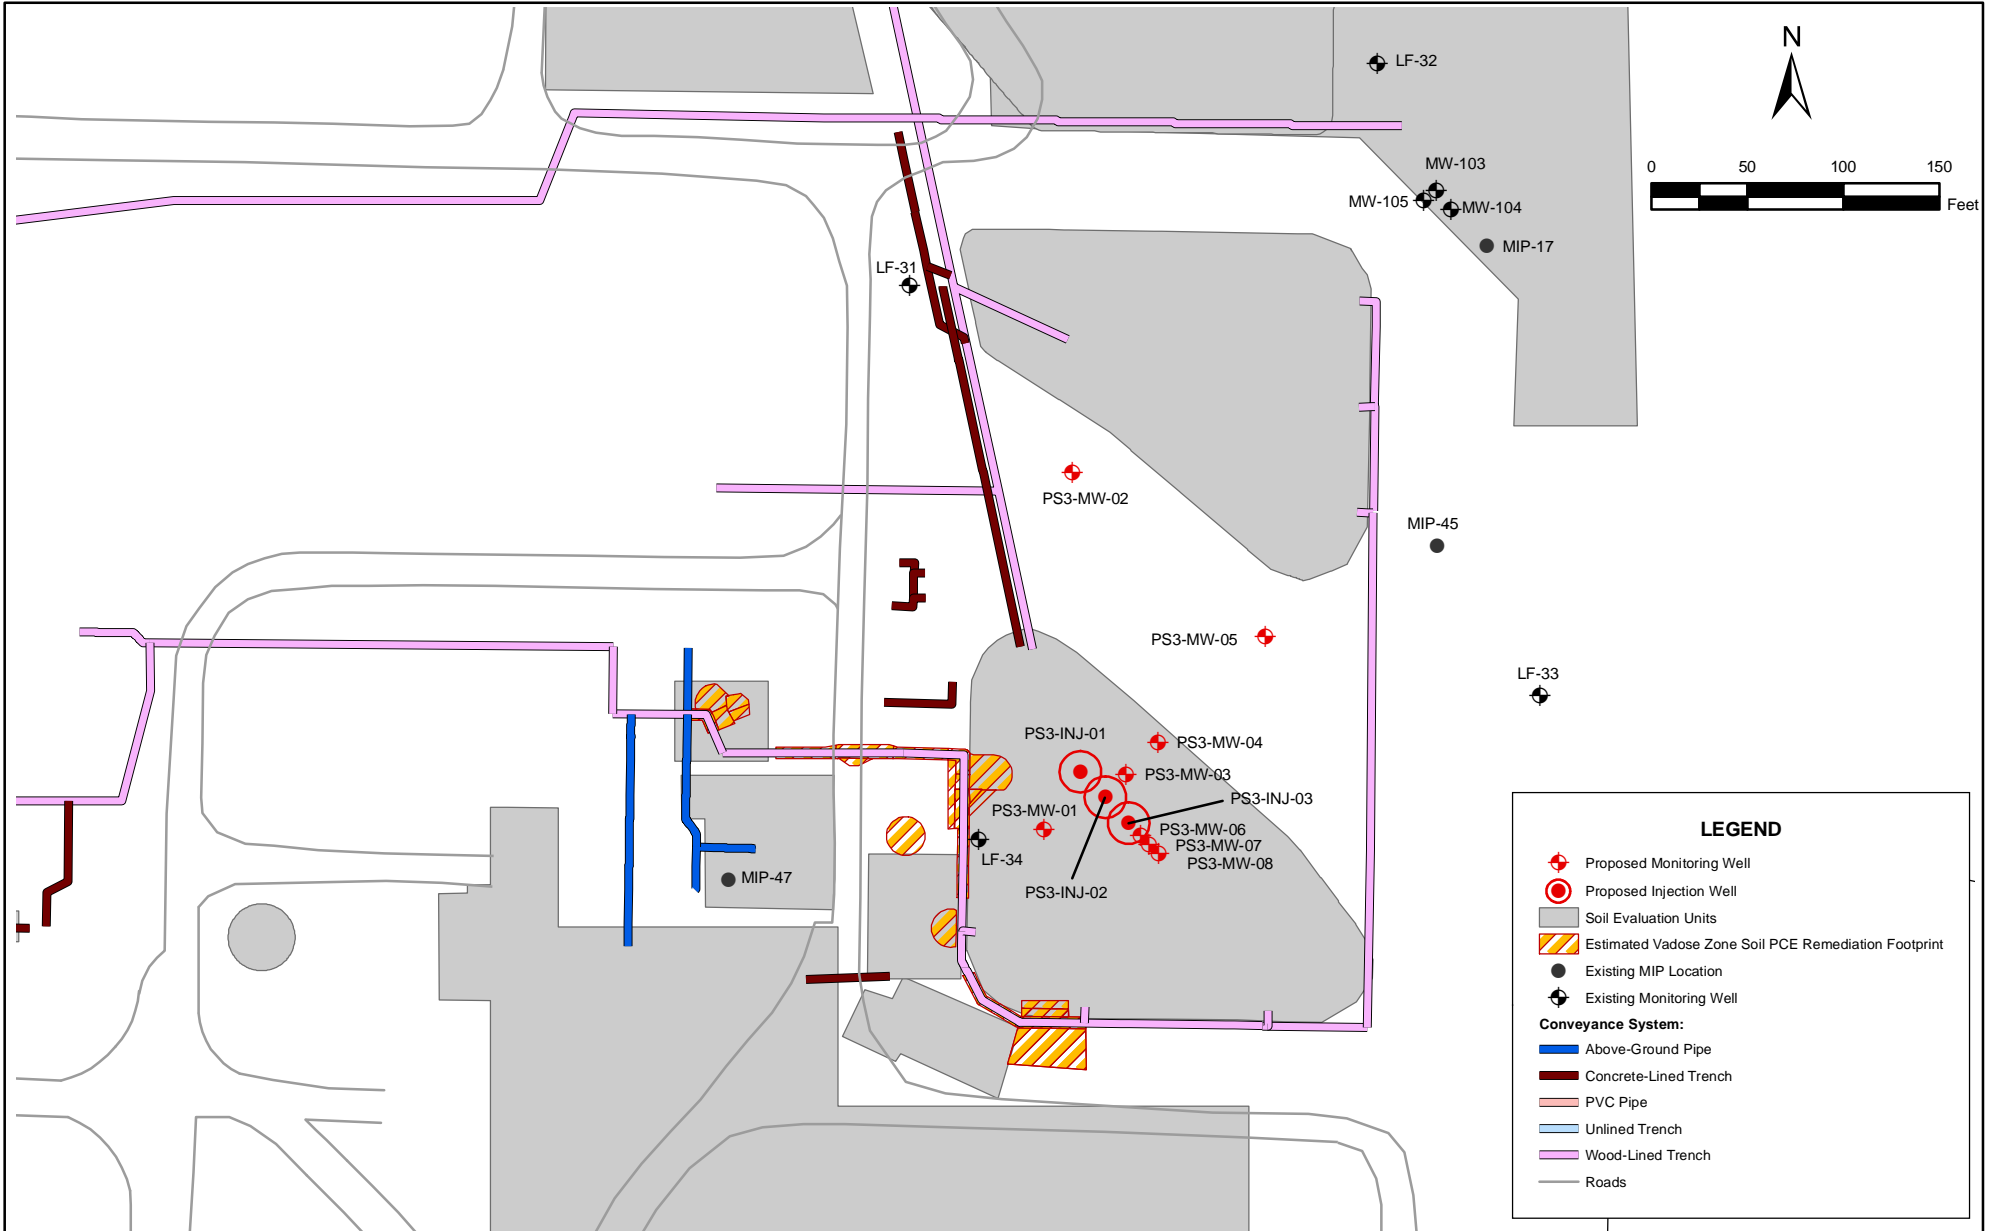 N
LF-32
0 50 100 150
Feet
MW-103
MW-105
MW-104
MIP-17
LF-31
PS3-MW-02
MIP-45
PS3-MW-05
LF-33
PS3-INJ-01
PS3-MW-04
PS3-MW-03
PS3-INJ-03
PS3-MW-01
PS3-MW-06
PS3-MW-07
PS3-MW-08
LF-34
MIP-47
PS3-INJ-02
LEGEND
Proposed Monitoring Well
Proposed Injection Well
Soil Evaluation Units
Estimated Vadose Zone Soil PCE Remediation Footprint
Existing MIP Location
Existing Monitoring Well
Conveyance System:
Above-Ground Pipe
Concrete-Lined Trench
PVC Pipe
Unlined Trench
Wood-Lined Trench
Roads